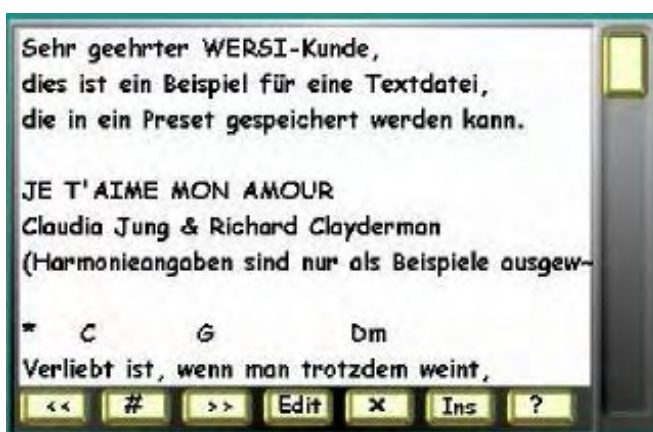 Sehr geehrter WERSI-Kunde,
dies ist ein Beispiel für eine Textdatei,
die in ein Preset gespeichert werden kann.
JE T'AIME MON AMOUR
Claudia Jung & Richard Clayderman
(Harmonieangaben sind nur als Beispiele ausgew~
* C G Dm
Verliebt ist, wenn man trotzdem weint,
<< # >> Edit x Ins ?